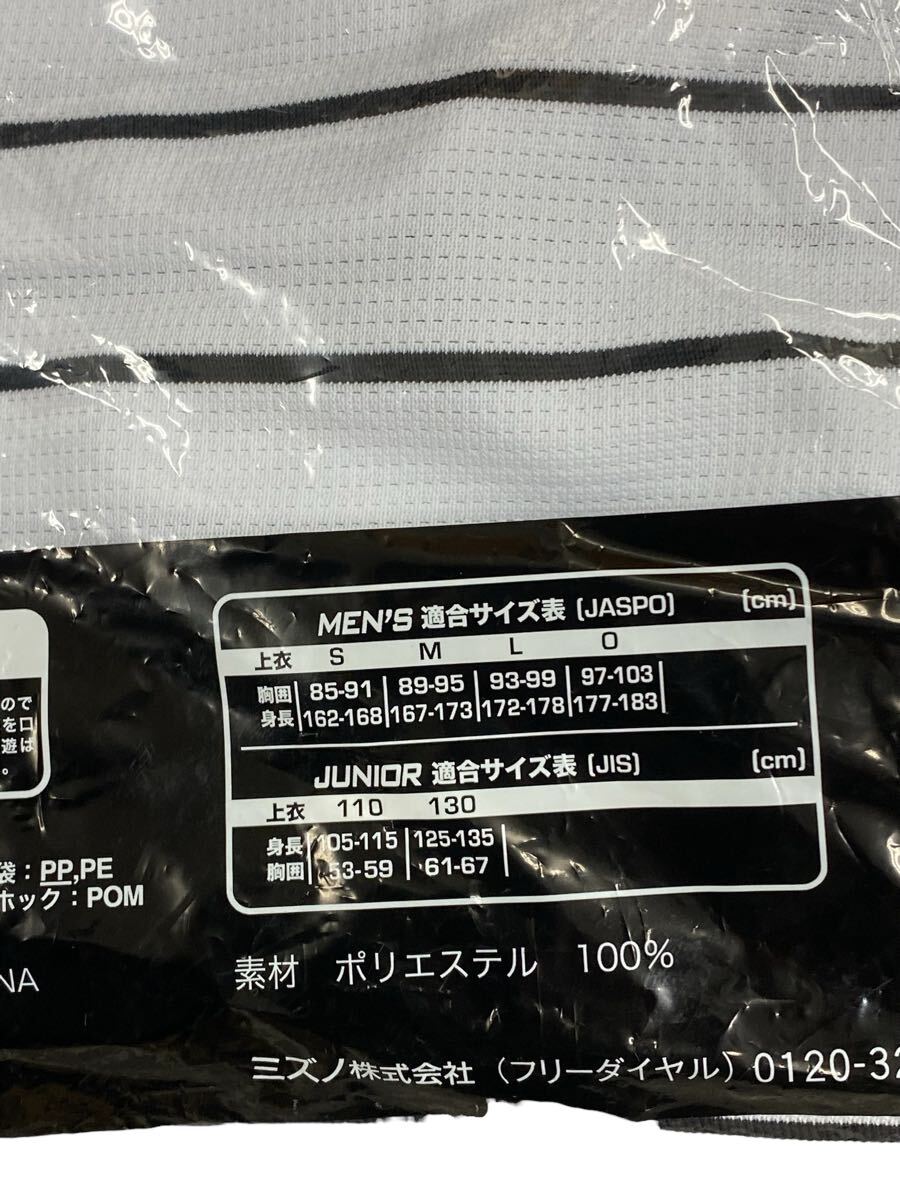 MEN'S 適合サイズ表 [JASPO] [cm]
上衣 S M L O
胸囲 85-91 89-95 93-99 97-103
身長 162-168 167-173 172-178 177-183
JUNIOR 適合サイズ表 [JIS] [cm]
上衣 110 130
身長 105-115 125-135
胸囲 53-59 61-67
ので
を口
遊は
。
袋：PP,PE
ホック：POM
NA
素材 ポリエステル 100%
ミズノ株式会社（フリーダイヤル）0120-32